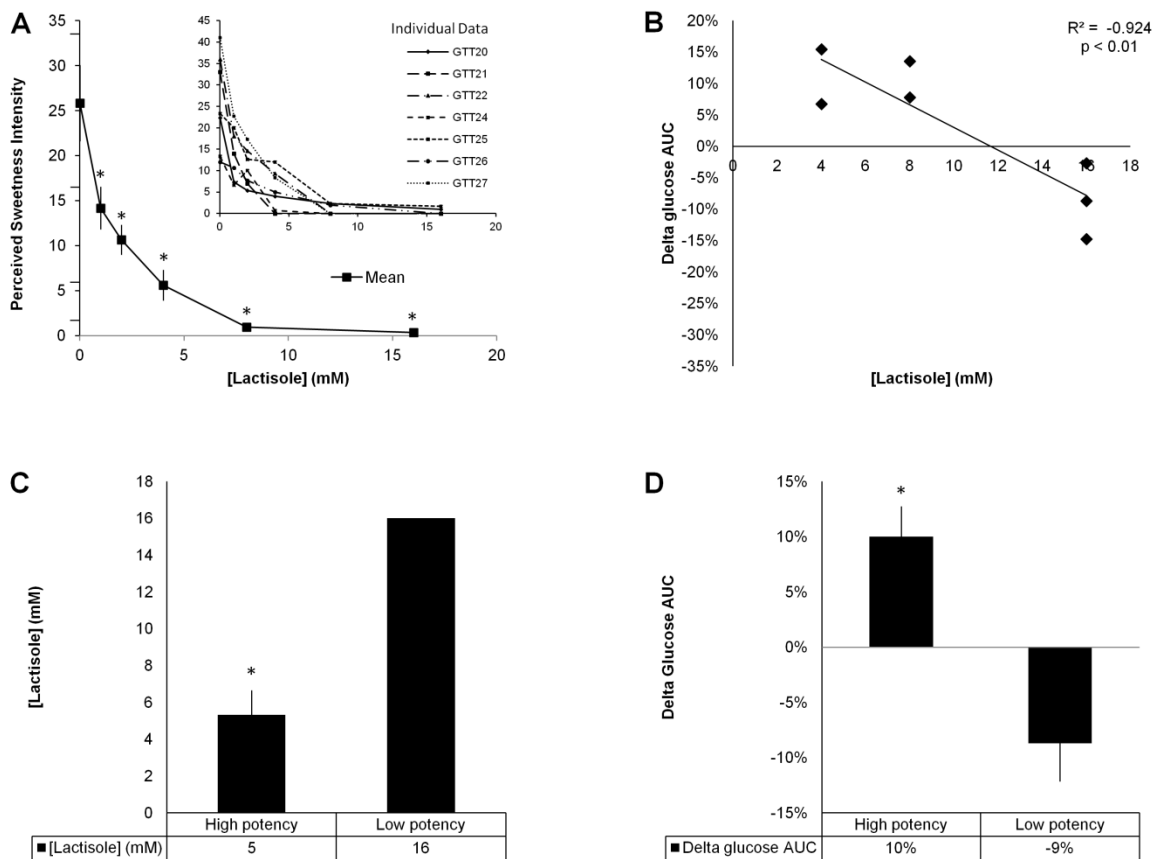 A
Perceived Sweetness Intensity
35
30
25
20
15
10
5
0
0 5 10 15 20
[Lactisole] (mM)
* * * * *
Mean
45
40
35
30
25
20
15
10
5
0
0 5 10 15 20
Individual Data
GTT20
GTT21
GTT22
GTT24
GTT25
GTT26
GTT27
B
Delta glucose AUC
20%
15%
10%
5%
0%
-5%
-10%
-15%
-20%
-25%
-30%
-35%
0 2 4 6 8 10 12 14 16 18
[Lactisole] (mM)
R² = -0.924
p < 0.01
C
[Lactisole] (mM)
18
16
14
12
10
8
6
4
2
0
*
High potency Low potency
[Lactisole] (mM) 5 16
D
Delta Glucose AUC
15%
10%
5%
0%
-5%
-10%
-15%
*
High potency Low potency
Delta glucose AUC 10% -9%